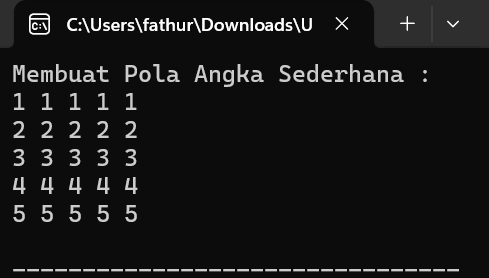 C:\Users\fathur\Downloads\U
Membuat Pola Angka Sederhana :
1 1 1 1 1
2 2 2 2 2
3 3 3 3 3
4 4 4 4 4
5 5 5 5 5
--------------------------------